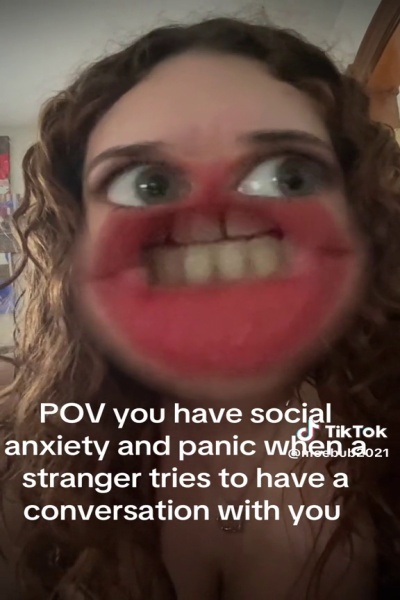 POV you have social
TikTok
anxiety and panic when a
stranger tries to have a
conversation with you